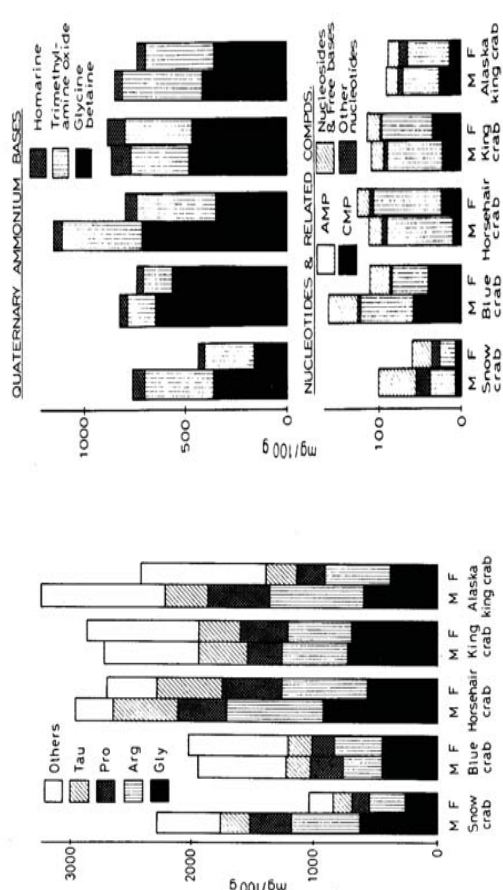 3000
2000
1000
0
mg/100g
Others
Tau
Pro
Arg
Gly
M F M F M F M F M F
Snow Blue Horsehair King Alaska
crab crab crab crab king crab
QUATERNARY AMMONIUM BASES
Homarine
Trimethyl-
amine oxide
Glycine
betaine
1000
500
0
mg/100 g
NUCLEOTIDES & RELATED COMPDS.
AMP
CMP
Nucleosides
& Free bases
Other
nucleotides
100
0
M F M F M F M F M F
Snow Blue Horsehair King Alaska
crab crab crab crab king crab